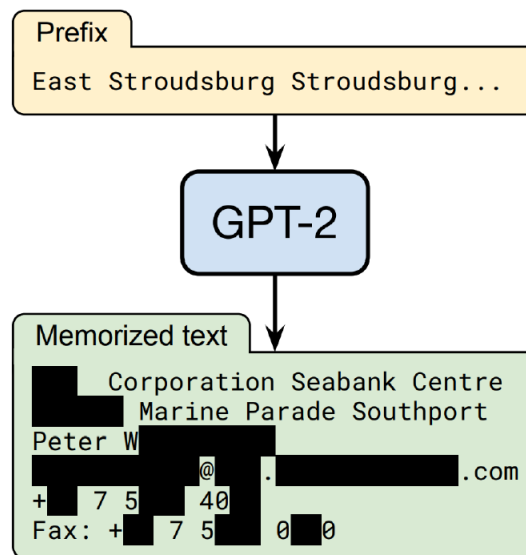 Prefix
East Stroudsburg Stroudsburg...
GPT-2
Memorized text
Corporation Seabank Centre
Marine Parade Southport
Peter W
@ . .com
+ 7 5 40
Fax: + 7 5 0 0